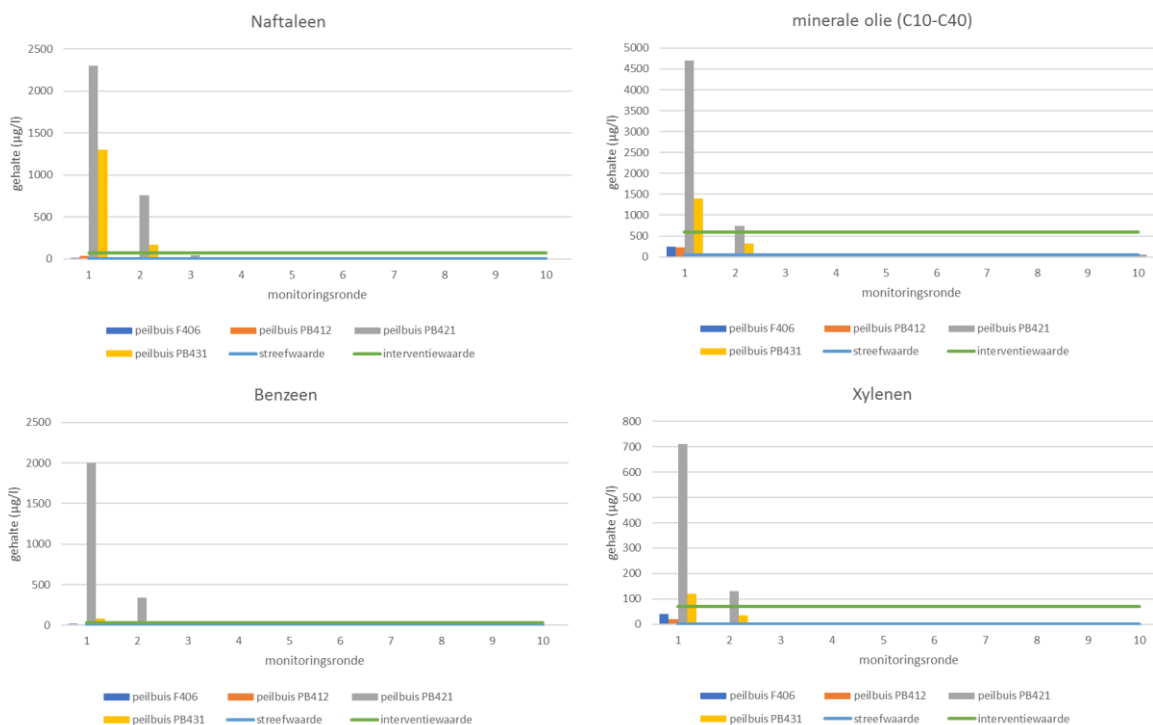 Naftaleen
2500
2000
1500
1000
500
0
gehalte (µg/l)
1 2 3 4 5 6 7 8 9 10
monitoringsronde
peilbuis F406 peilbuis PB412 peilbuis PB421
peilbuis PB431 streefwaarde interventiewaarde
minerale olie (C10-C40)
5000
4500
4000
3500
3000
2500
2000
1500
1000
500
0
gehalte (µg/l)
1 2 3 4 5 6 7 8 9 10
monitoringsronde
peilbuis F406 peilbuis PB412 peilbuis PB421
peilbuis PB431 streefwaarde interventiewaarde
Benzeen
2500
2000
1500
1000
500
0
gehalte (µg/l)
1 2 3 4 5 6 7 8 9 10
monitoringsronde
peilbuis F406 peilbuis PB412 peilbuis PB421
peilbuis PB431 streefwaarde interventiewaarde
Xylenen
800
700
600
500
400
300
200
100
0
gehalte (µg/l)
1 2 3 4 5 6 7 8 9 10
monitoringsronde
peilbuis F406 peilbuis PB412 peilbuis PB421
peilbuis PB431 streefwaarde interventiewaarde